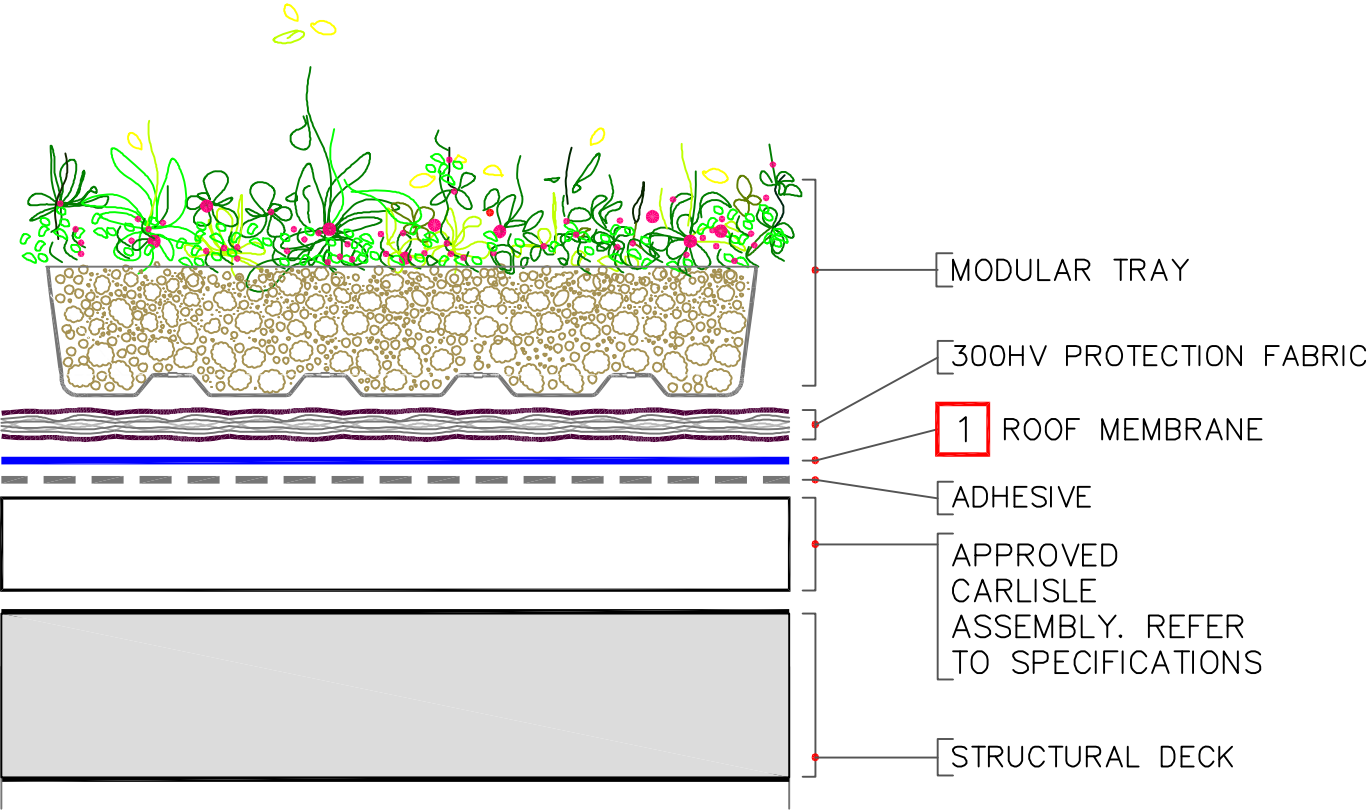 MODULAR TRAY
300HV PROTECTION FABRIC
1 ROOF MEMBRANE
ADHESIVE
APPROVED
CARLISLE
ASSEMBLY. REFER
TO SPECIFICATIONS
STRUCTURAL DECK